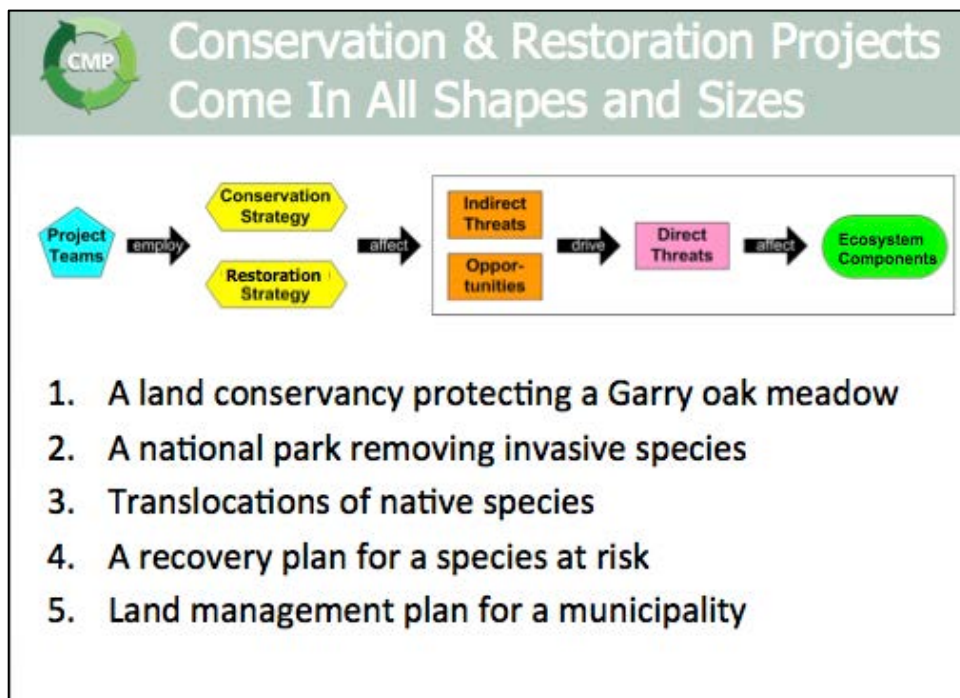 CMP
Conservation & Restoration Projects
Come In All Shapes and Sizes
Project
Teams
employ
Conservation
Strategy
Restoration
Strategy
affect
Indirect
Threats
Oppor-
tunities
drive
Direct
Threats
affect
Ecosystem
Components
1. A land conservancy protecting a Garry oak meadow
2. A national park removing invasive species
3. Translocations of native species
4. A recovery plan for a species at risk
5. Land management plan for a municipality